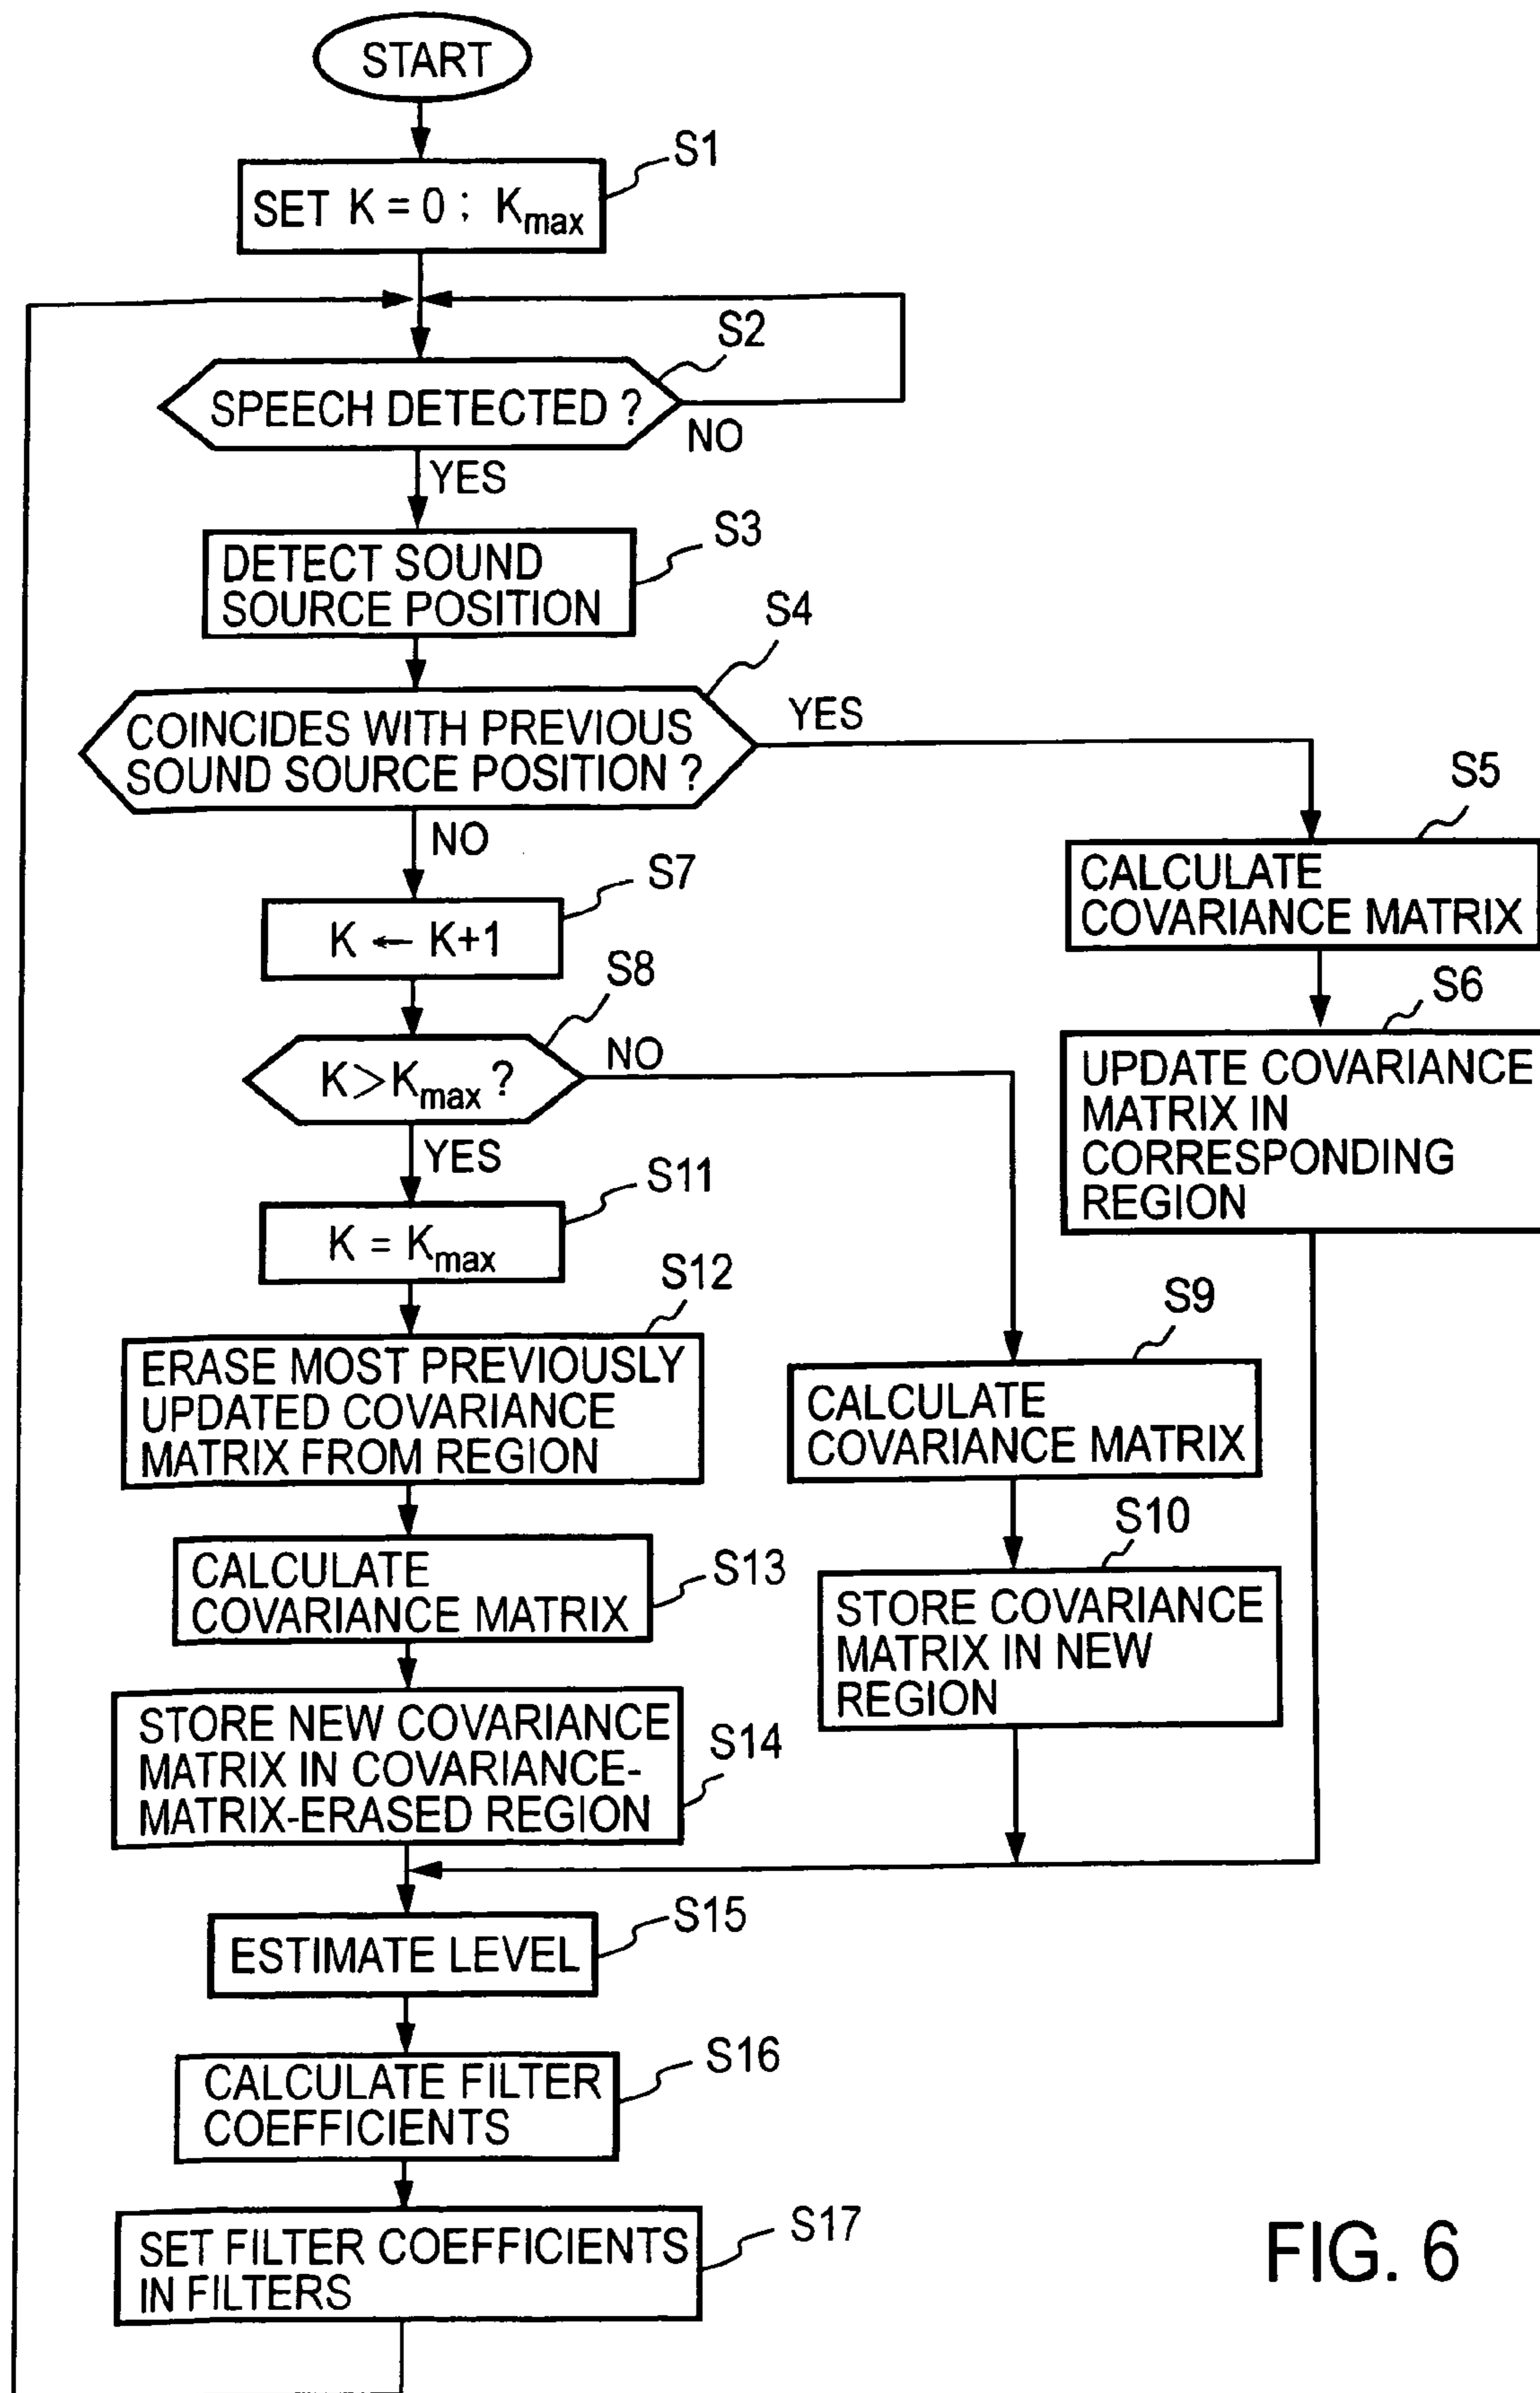 START
S1
SET K = 0 ; Kmax
S2
SPEECH DETECTED ?
NO
YES
S3
DETECT SOUND
SOURCE POSITION
S4
COINCIDES WITH PREVIOUS
SOUND SOURCE POSITION ?
YES
NO
S5
CALCULATE
COVARIANCE MATRIX
S6
UPDATE COVARIANCE
MATRIX IN
CORRESPONDING
REGION
S7
K ← K+1
S8
K > Kmax ?
NO
YES
S9
CALCULATE
COVARIANCE MATRIX
S10
STORE COVARIANCE
MATRIX IN NEW
REGION
S11
K = Kmax
S12
ERASE MOST PREVIOUSLY
UPDATED COVARIANCE
MATRIX FROM REGION
S13
CALCULATE
COVARIANCE MATRIX
S14
STORE NEW COVARIANCE
MATRIX IN COVARIANCE-
MATRIX-ERASED REGION
S15
ESTIMATE LEVEL
S16
CALCULATE FILTER
COEFFICIENTS
S17
SET FILTER COEFFICIENTS
IN FILTERS
FIG. 6